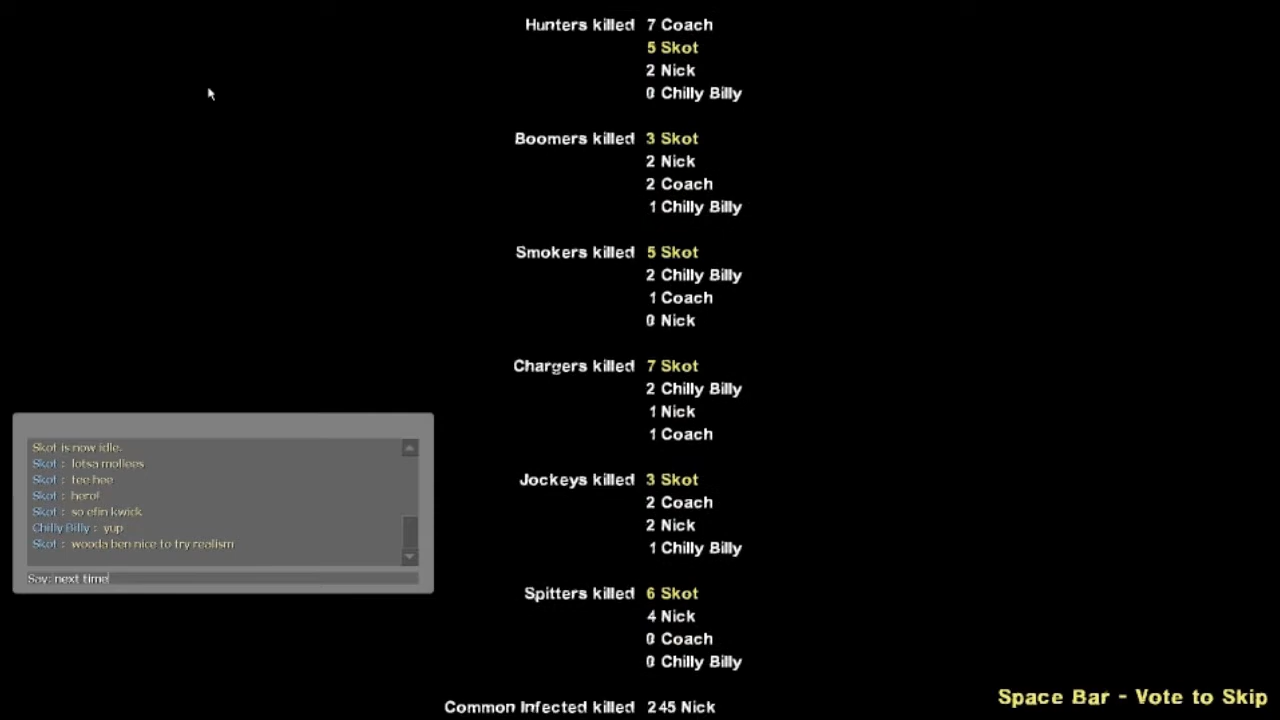 Hunters killed 7 Coach
5 Skot
2 Nick
0 Chilly Billy
Boomers killed 3 Skot
2 Nick
2 Coach
1 Chilly Billy
Smokers killed 5 Skot
2 Chilly Billy
1 Coach
0 Nick
Chargers killed 7 Skot
2 Chilly Billy
1 Nick
1 Coach
Jockeys killed 3 Skot
2 Coach
2 Nick
1 Chilly Billy
Spitters killed 6 Skot
4 Nick
0 Coach
0 Chilly Billy
Common Infected killed 245 Nick
Skot is now idle.
Skot : lotsa mollees
Skot : tee hee
Skot : hero!
Skot : so efin kwick
Chilly Billy : yup
Skot : wooda ben nice to try realism
Say: next time
Space Bar - Vote to Skip